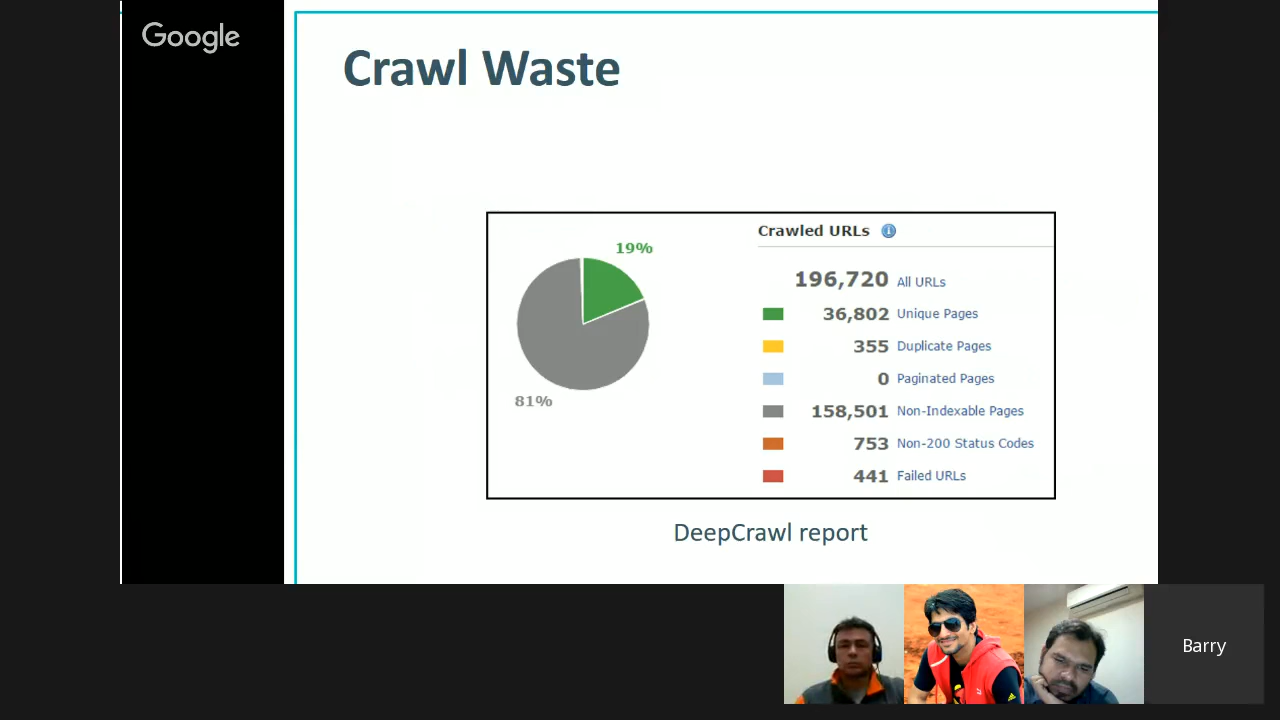 Google
Crawl Waste
19%
81%
Crawled URLs
196,720 All URLs
36,802 Unique Pages
355 Duplicate Pages
0 Paginated Pages
158,501 Non-Indexable Pages
753 Non-200 Status Codes
441 Failed URLs
DeepCrawl report
Barry